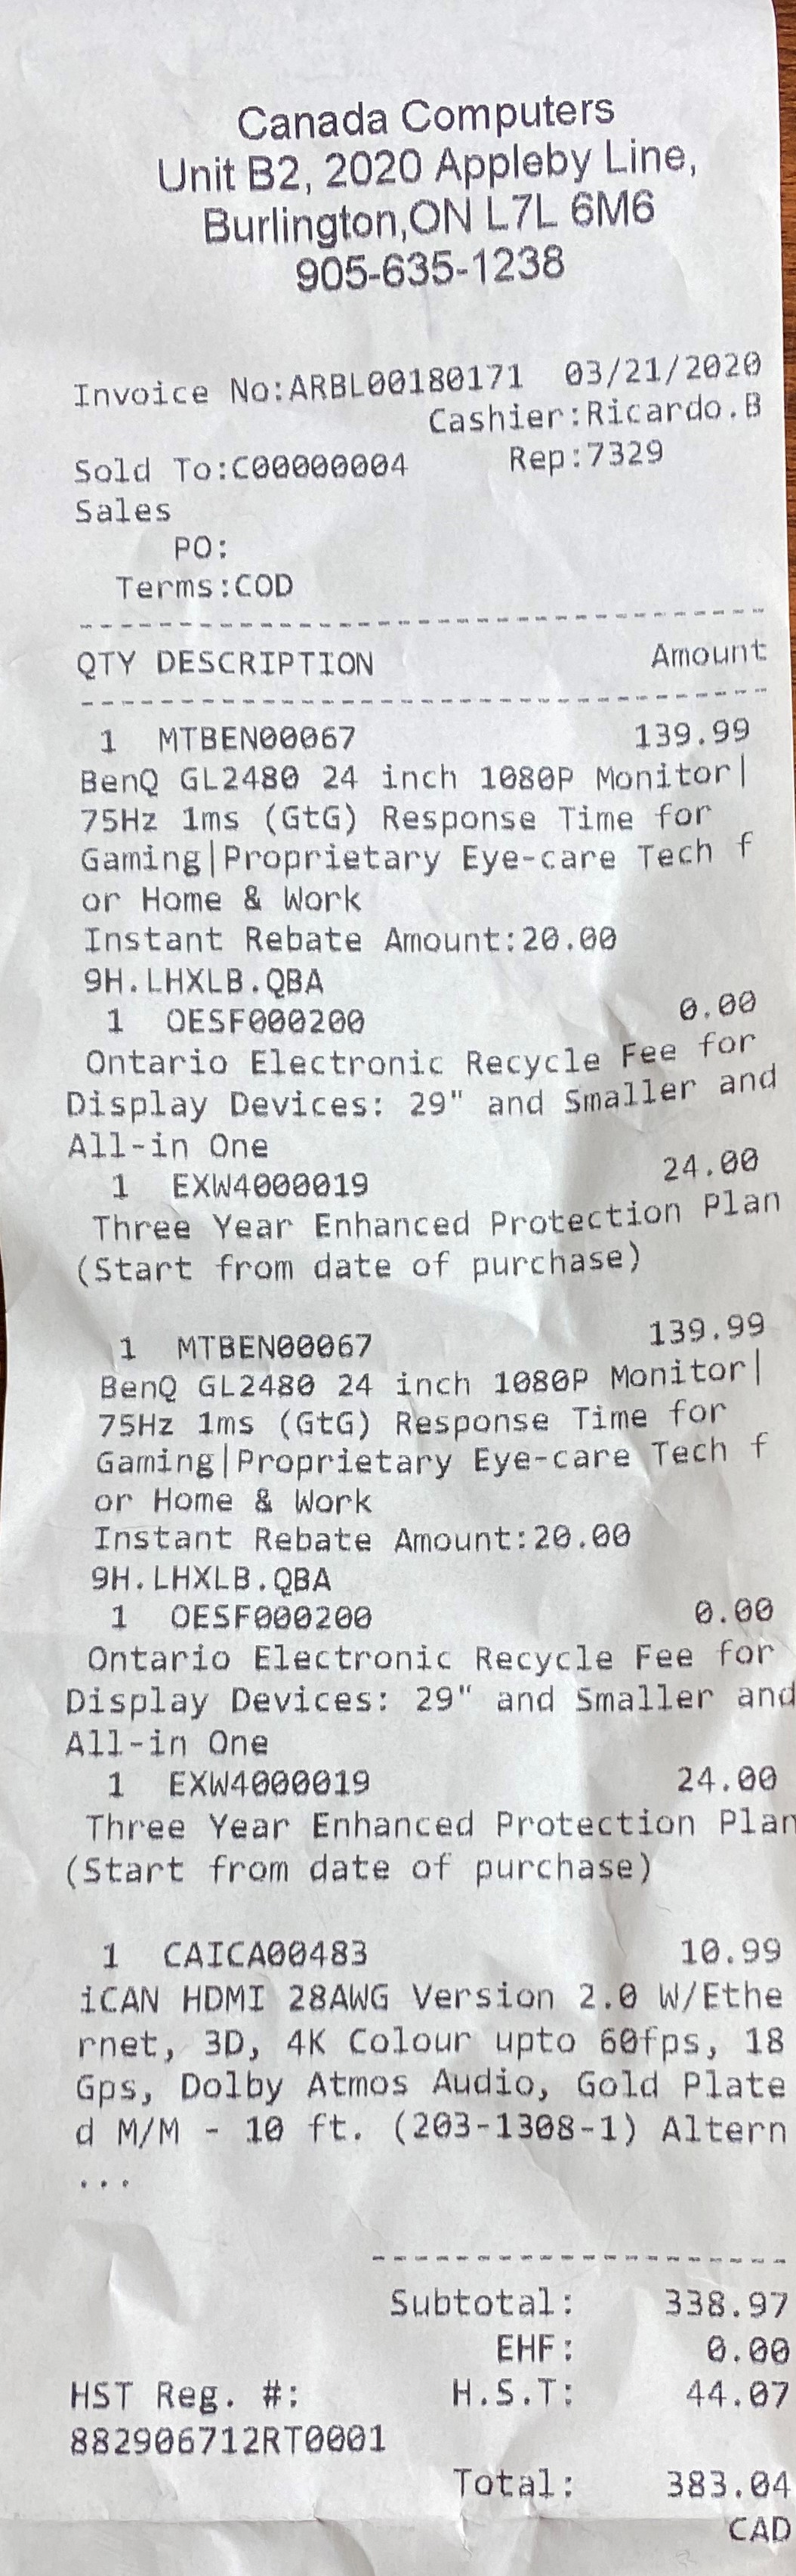 Canada Computers
Unit B2, 2020 Appleby Line,
Burlington,ON L7L 6M6
905-635-1238
Invoice No:ARBL00180171 03/21/2020
Cashier:Ricardo.B
Sold To:C00000004 Rep:7329
Sales
PO:
Terms:COD
QTY DESCRIPTION Amount
1 MTBEN00067 139.99
BenQ GL2480 24 inch 1080P Monitor|
75Hz 1ms (GtG) Response Time for
Gaming|Proprietary Eye-care Tech f
or Home & Work
Instant Rebate Amount:20.00
9H.LHXLB.QBA
1 OESF000200 0.00
Ontario Electronic Recycle Fee for
Display Devices: 29" and Smaller and
All-in One
1 EXW4000019 24.00
Three Year Enhanced Protection Plan
(Start from date of purchase)
1 MTBEN00067 139.99
BenQ GL2480 24 inch 1080P Monitor|
75Hz 1ms (GtG) Response Time for
Gaming|Proprietary Eye-care Tech f
or Home & Work
Instant Rebate Amount:20.00
9H.LHXLB.QBA
1 OESF000200 0.00
Ontario Electronic Recycle Fee for
Display Devices: 29" and Smaller and
All-in One
1 EXW4000019 24.00
Three Year Enhanced Protection Plan
(Start from date of purchase)
1 CAICA00483 10.99
iCAN HDMI 28AWG Version 2.0 W/Ethe
rnet, 3D, 4K Colour upto 60fps, 18
Gps, Dolby Atmos Audio, Gold Plate
d M/M - 10 ft. (203-1308-1) Altern
...
Subtotal: 338.97
EHF: 0.00
HST Reg. #: H.S.T: 44.07
882906712RT0001
Total: 383.04
CAD